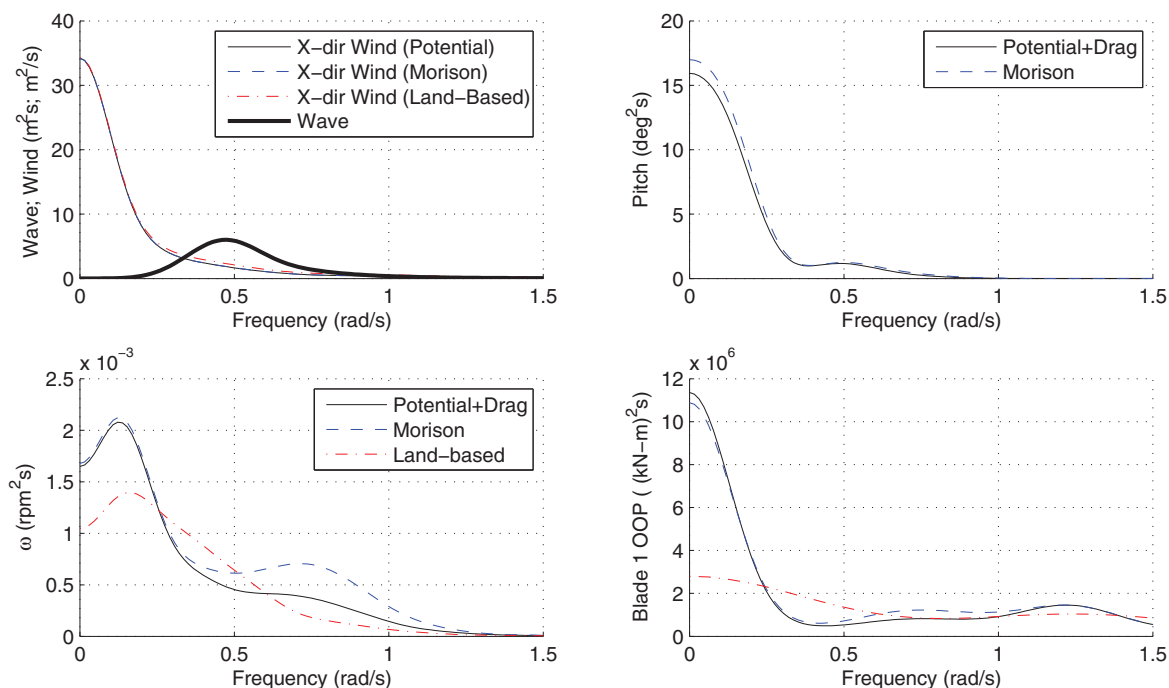 40
30
20
10
0
Wave; Wind (m²s; m²/s)
X−dir Wind (Potential)
X−dir Wind (Morison)
X−dir Wind (Land−Based)
Wave
0 0.5 1 1.5
Frequency (rad/s)
20
15
10
5
0
Pitch (deg²s)
Potential+Drag
Morison
0 0.5 1 1.5
Frequency (rad/s)
x 10⁻³
2.5
2
1.5
1
0.5
0
ω (rpm²s)
Potential+Drag
Morison
Land−based
0 0.5 1 1.5
Frequency (rad/s)
x 10⁶
12
10
8
6
4
2
0
Blade 1 OOP ( (kN−m)²s)
0 0.5 1 1.5
Frequency (rad/s)